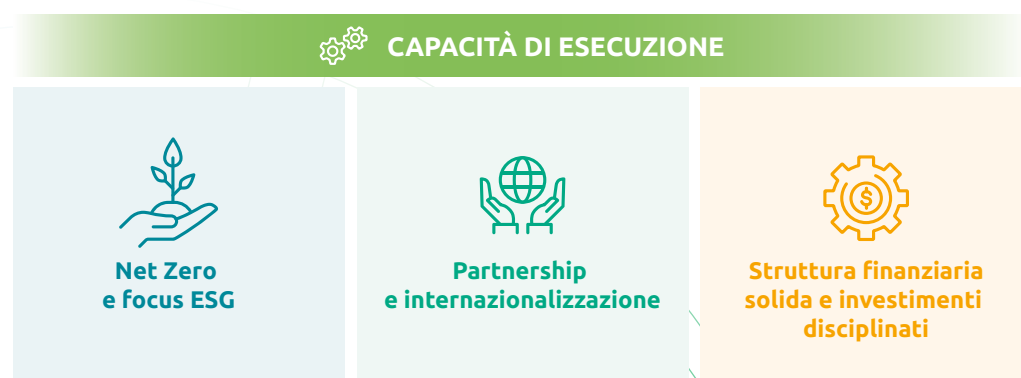 CAPACITÀ DI ESECUZIONE
Net Zero
e focus ESG
Partnership
e internazionalizzazione
$
Struttura finanziaria
solida e investimenti
disciplinati